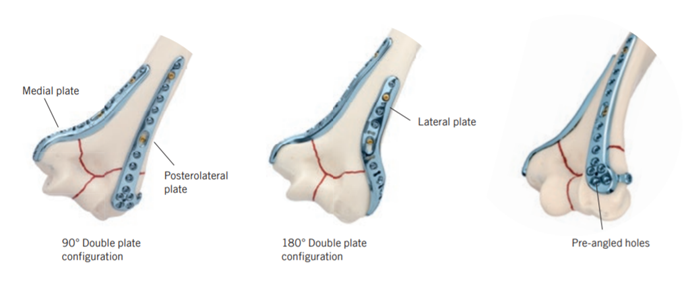 Medial plate
Posterolateral
plate
90° Double plate
configuration
Lateral plate
180° Double plate
configuration
Pre-angled holes